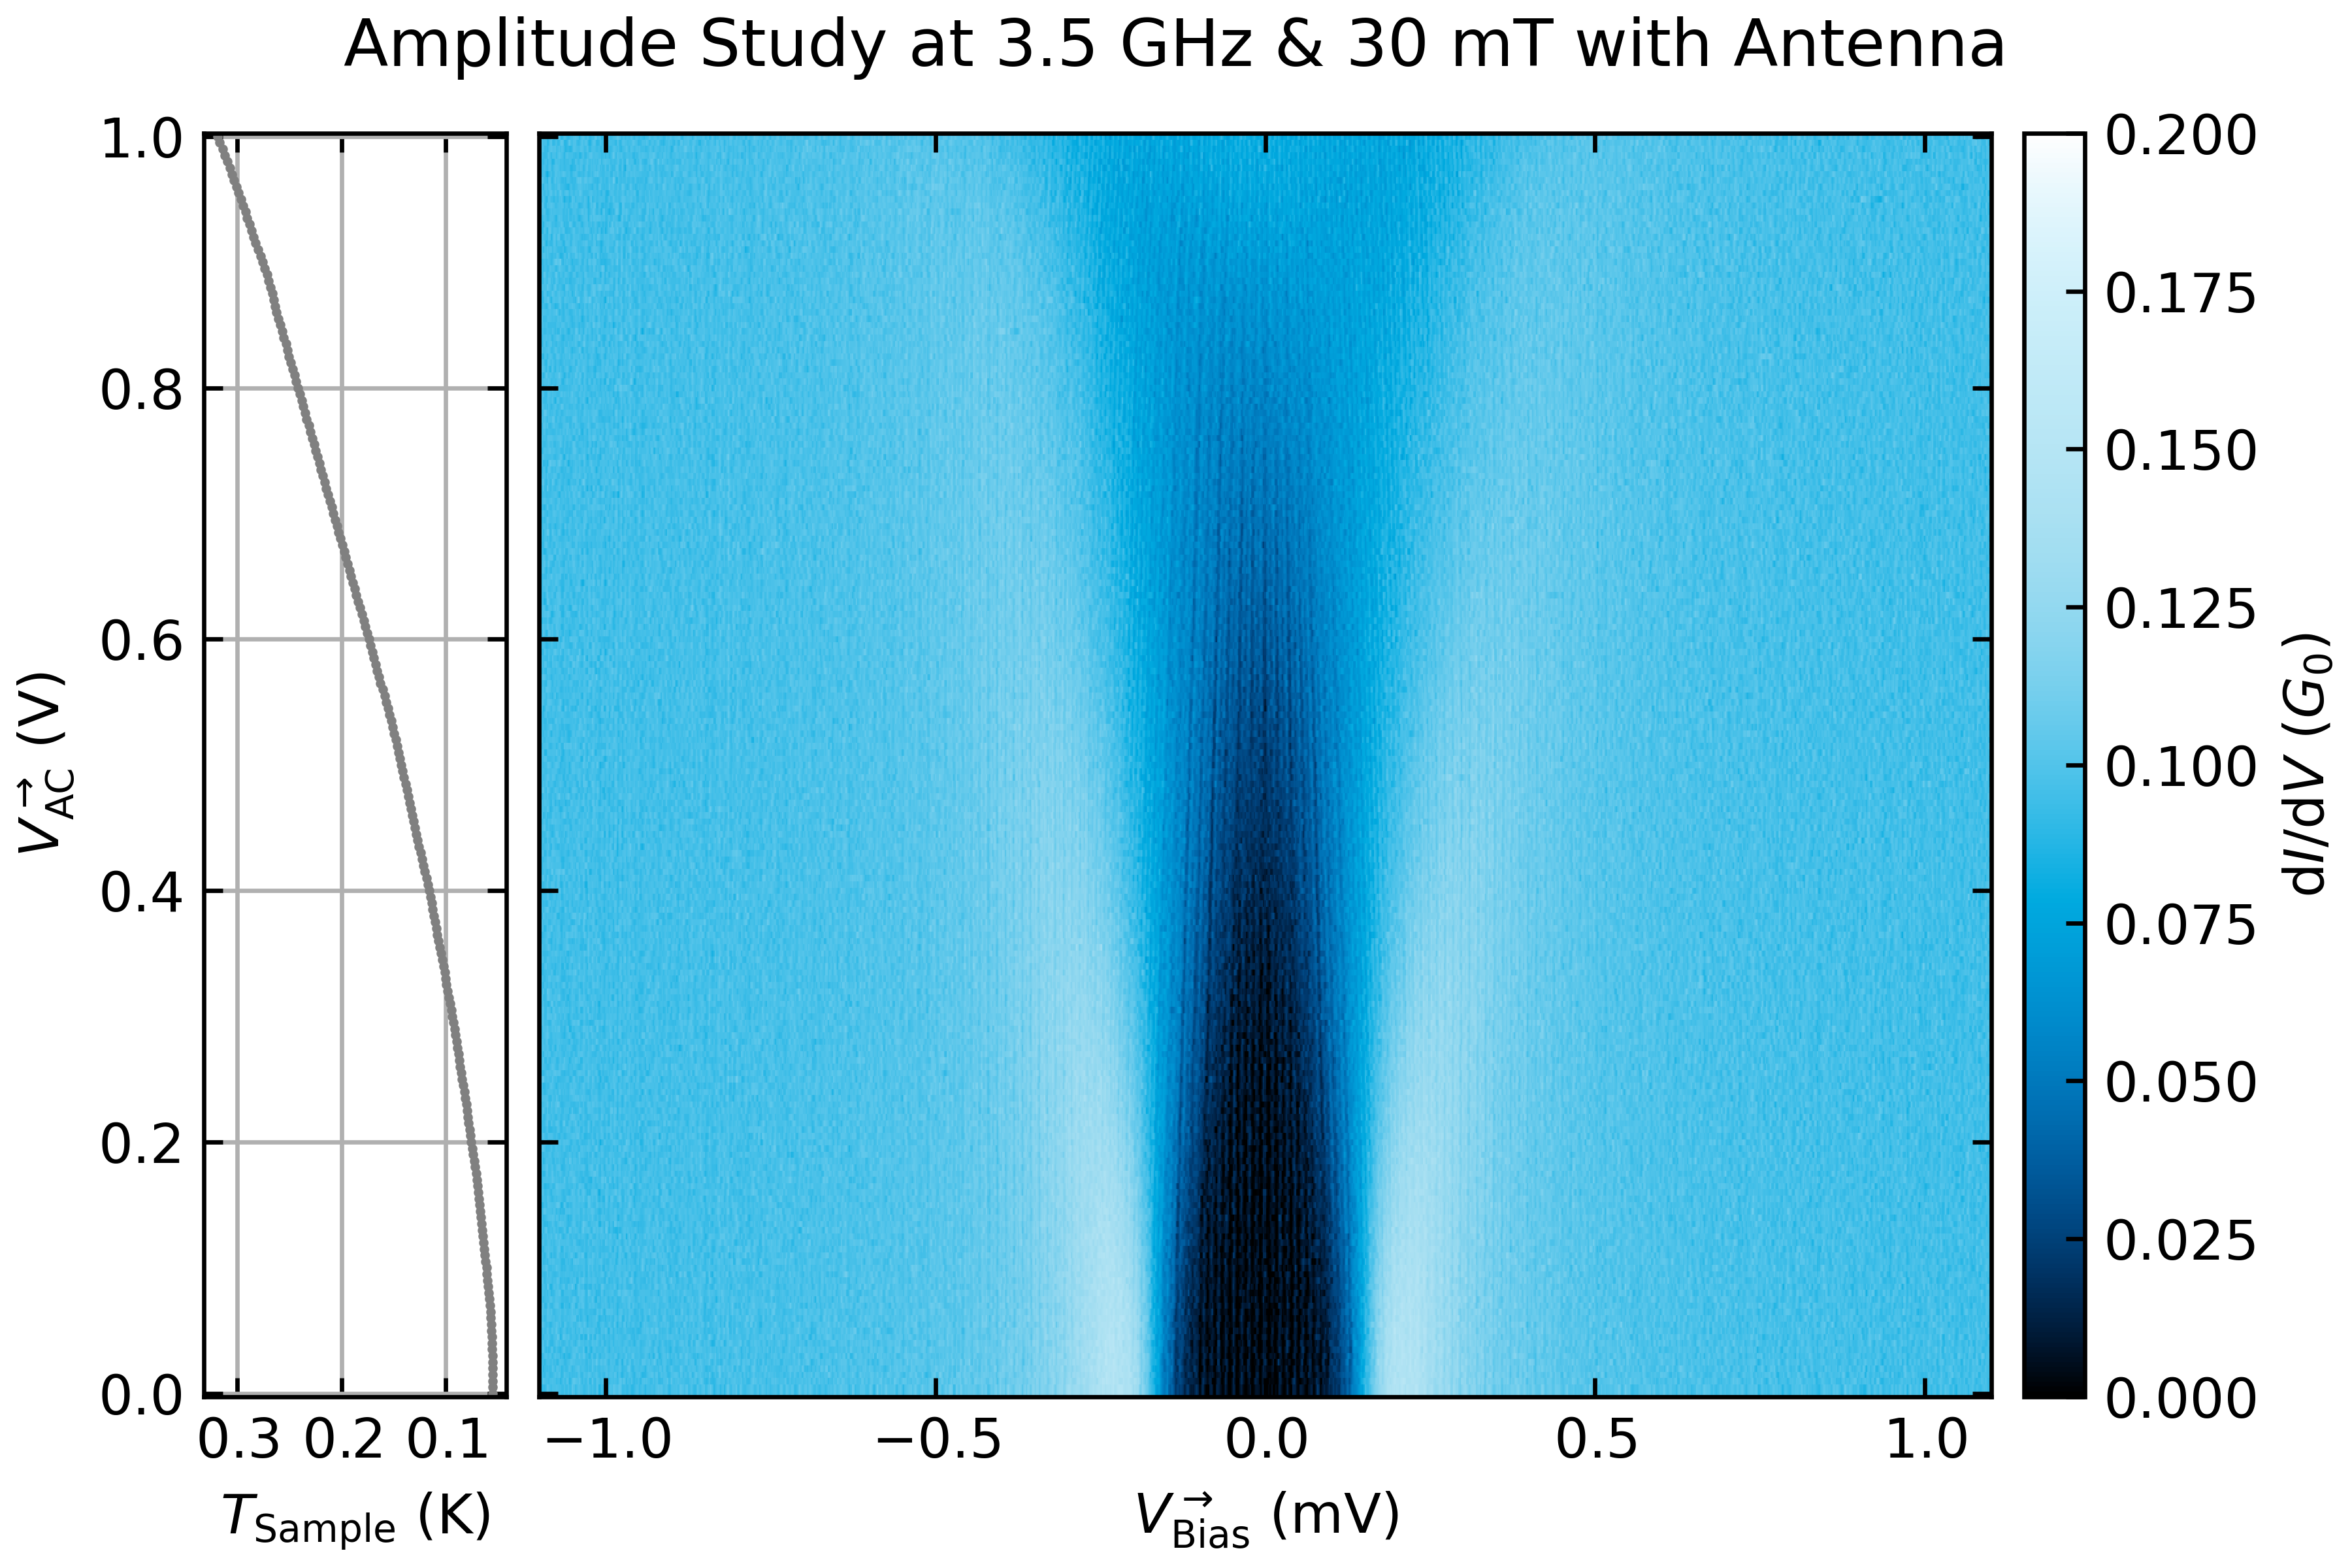 Amplitude Study at 3.5 GHz & 30 mT with Antenna
1.0
0.8
0.6
0.4
0.2
0.0
V→AC (V)
0.3 0.2 0.1
TSample (K)
−1.0 −0.5 0.0 0.5 1.0
V→Bias (mV)
0.200
0.175
0.150
0.125
0.100
0.075
0.050
0.025
0.000
dI/dV (G0)